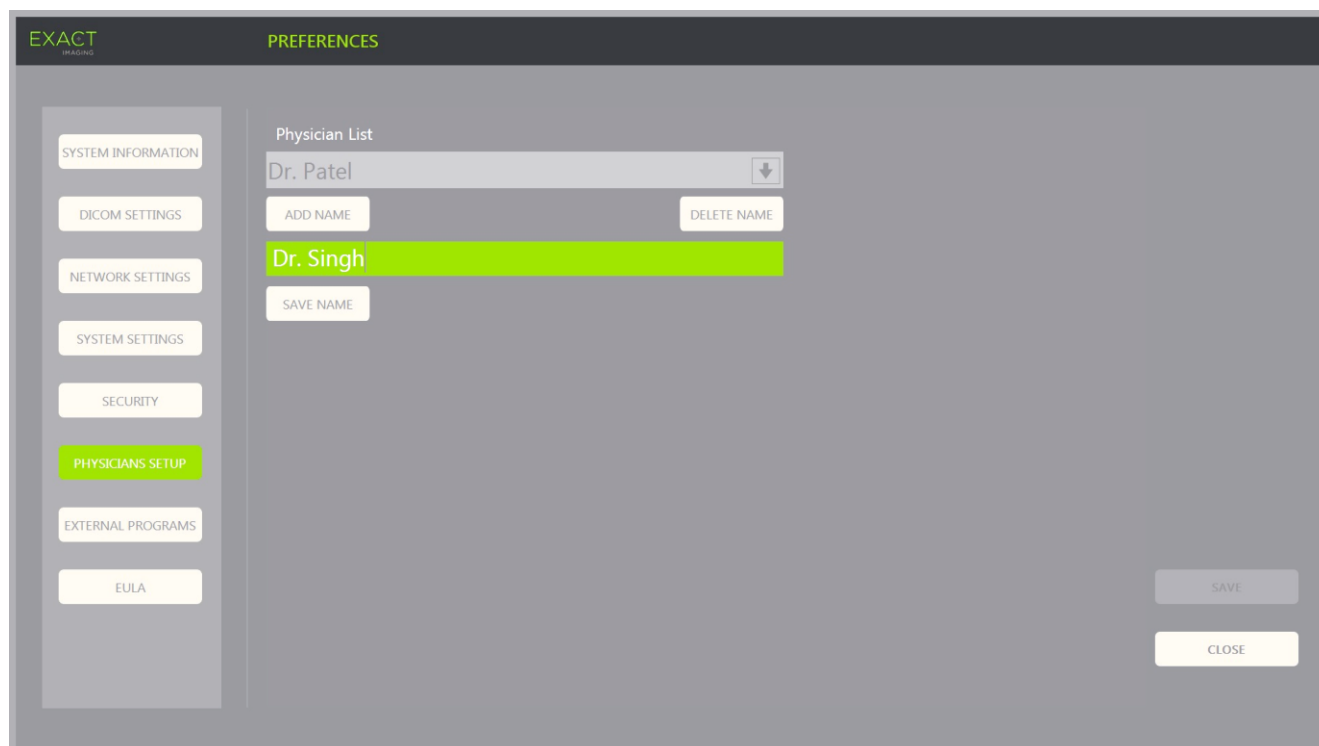 EXACT
IMAGING
PREFERENCES
SYSTEM INFORMATION
DICOM SETTINGS
NETWORK SETTINGS
SYSTEM SETTINGS
SECURITY
PHYSICIANS SETUP
EXTERNAL PROGRAMS
EULA
Physician List
Dr. Patel
ADD NAME
DELETE NAME
Dr. Singh
SAVE NAME
SAVE
CLOSE